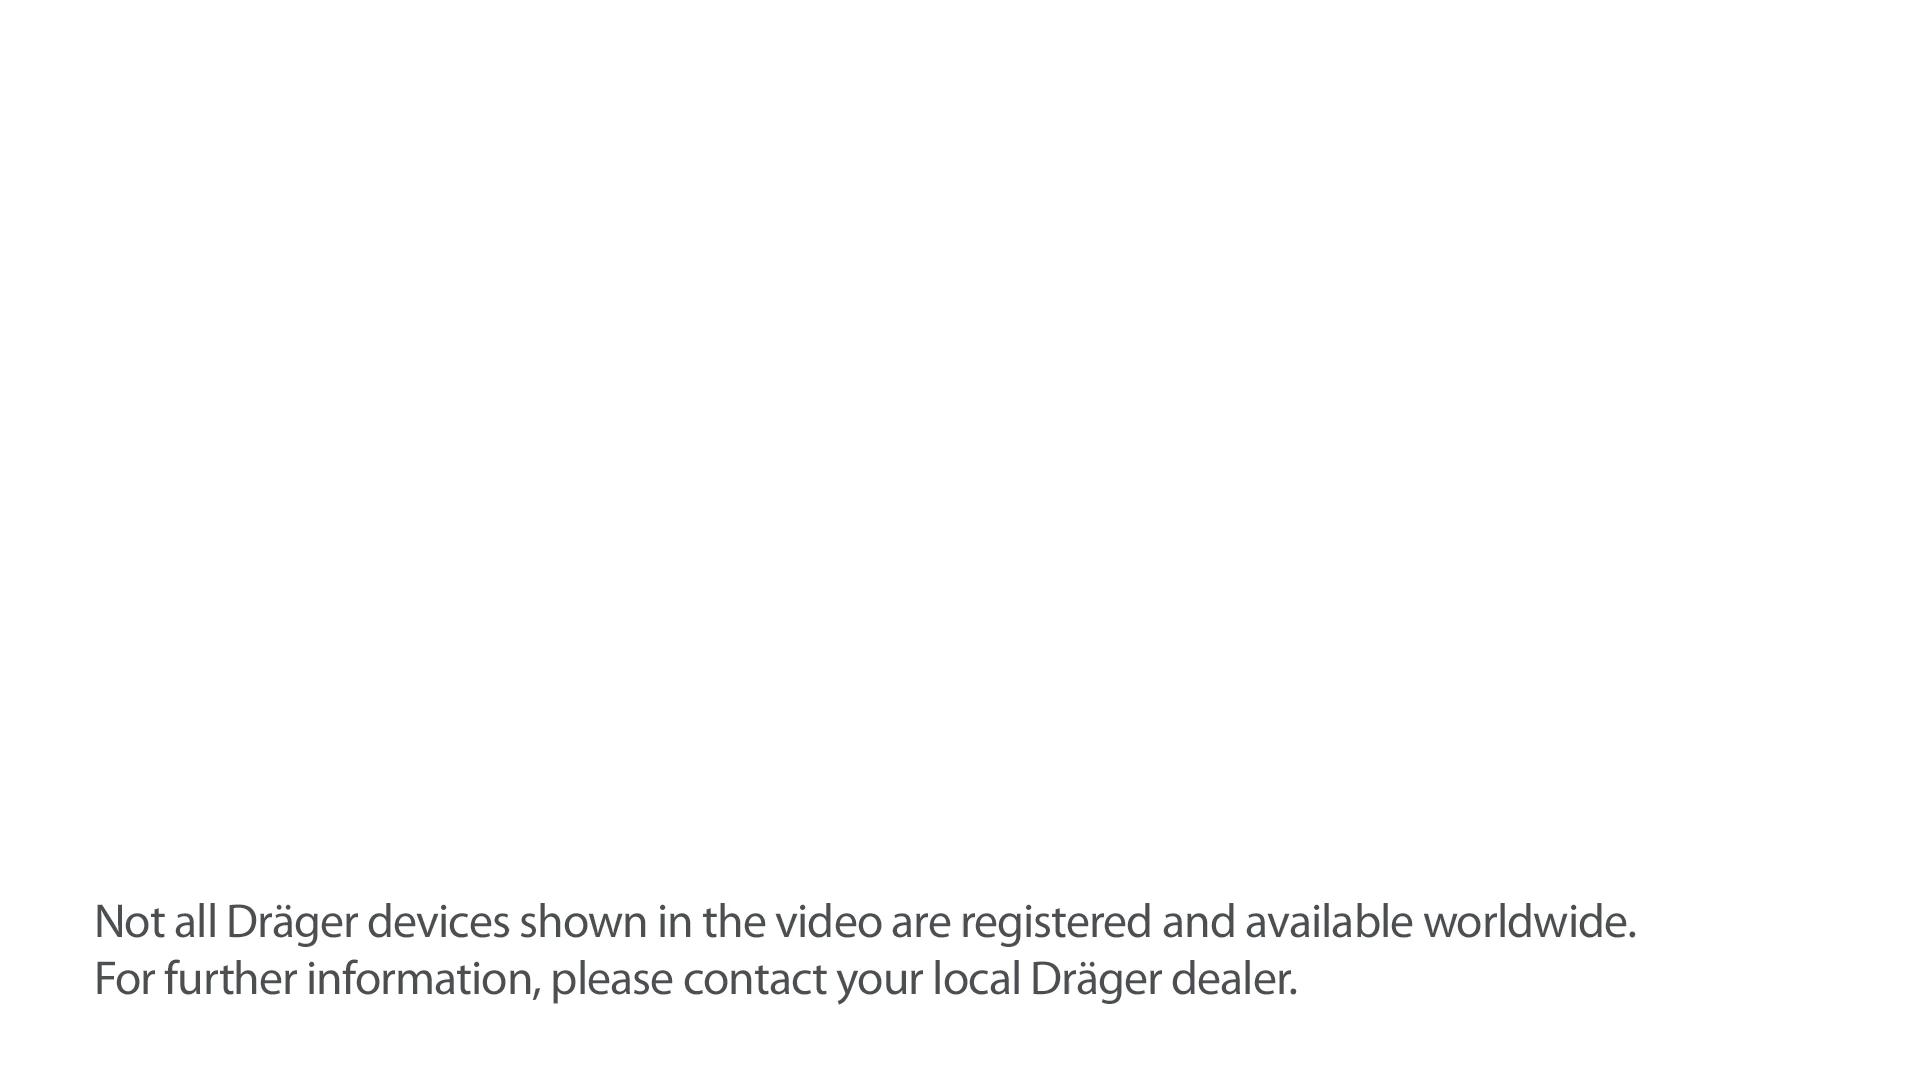 Not all Dräger devices shown in the video are registered and available worldwide.
For further information, please contact your local Dräger dealer.